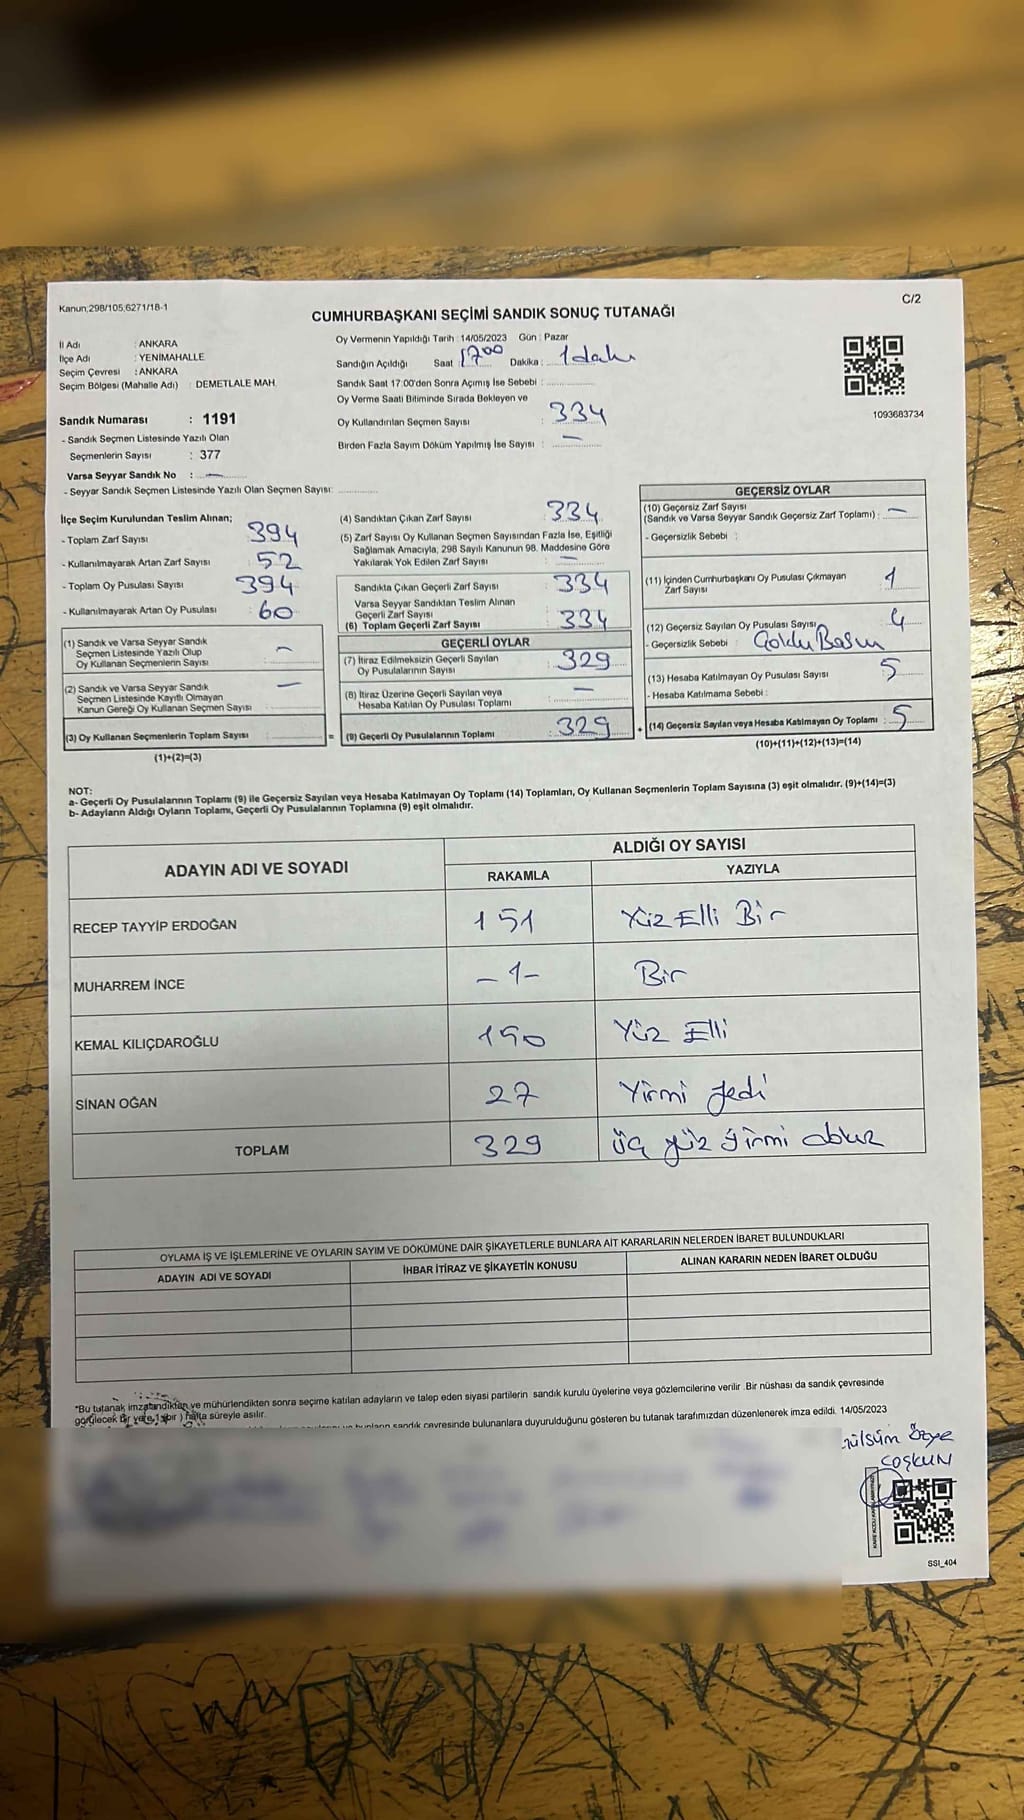 Kanun;298/105,6271/18-1
C/2
CUMHURBAŞKANI SEÇİMİ SANDIK SONUÇ TUTANAĞI
İl Adı : ANKARA
İlçe Adı : YENİMAHALLE
Seçim Çevresi : ANKARA
Seçim Bölgesi (Mahalle Adı) : DEMETLALE MAH.
Sandık Numarası : 1191
- Sandık Seçmen Listesinde Yazılı Olan
Seçmenlerin Sayısı : 377
Varsa Seyyar Sandık No : —
- Seyyar Sandık Seçmen Listesinde Yazılı Olan Seçmen Sayısı:
Oy Vermenin Yapıldığı Tarih : 14/05/2023 Gün : Pazar
Sandığın Açıldığı Saat : 17 00 Dakika :
Sandık Saat 17:00'den Sonra Açımış İse Sebebi :
Oy Verme Saati Bitiminde Sırada Bekleyen ve
Oy Kullandırılan Seçmen Sayısı : 334
Birden Fazla Sayım Döküm Yapılmış İse Sayısı : —
1093683734
İlçe Seçim Kurulundan Teslim Alınan;
- Toplam Zarf Sayısı : 394
- Kullanılmayarak Artan Zarf Sayısı : 52
- Toplam Oy Pusulası Sayısı : 394
- Kullanılmayarak Artan Oy Pusulası : 60
(1) Sandık ve Varsa Seyyar Sandık
Seçmen Listesinde Yazılı Olup
Oy Kullanan Seçmenlerin Sayısı : —
(2) Sandık ve Varsa Seyyar Sandık
Seçmen Listesinde Kayıtlı Olmayan
Kanun Gereği Oy Kullanan Seçmen Sayısı : —
(3) Oy Kullanan Seçmenlerin Toplam Sayısı :
(1)+(2)=(3)
=
(4) Sandıktan Çıkan Zarf Sayısı : 334
(5) Zarf Sayısı Oy Kullanan Seçmen Sayısından Fazla İse, Eşitliği
Sağlamak Amacıyla, 298 Sayılı Kanunun 98. Maddesine Göre
Yakılarak Yok Edilen Zarf Sayısı : —
Sandıkta Çıkan Geçerli Zarf Sayısı : 334
Varsa Seyyar Sandıktan Teslim Alınan
Geçerli Zarf Sayısı
(6) Toplam Geçerli Zarf Sayısı : 334
GEÇERLİ OYLAR
(7) İtiraz Edilmeksizin Geçerli Sayılan
Oy Pusulalarının Sayısı : 329
(8) İtiraz Üzerine Geçerli Sayılan veya
Hesaba Katılan Oy Pusulası Toplamı : —
(9) Geçerli Oy Pusulalarının Toplamı : 329
+
GEÇERSİZ OYLAR
(10) Geçersiz Zarf Sayısı
(Sandık ve Varsa Seyyar Sandık Geçersiz Zarf Toplamı) : —
- Geçersizlik Sebebi :
(11) İçinden Cumhurbaşkanı Oy Pusulası Çıkmayan
Zarf Sayısı : 1
(12) Geçersiz Sayılan Oy Pusulası Sayısı : 4
- Geçersizlik Sebebi :
(13) Hesaba Katılmayan Oy Pusulası Sayısı : 5
- Hesaba Katılmama Sebebi :
(14) Geçersiz Sayılan veya Hesaba Katılmayan Oy Toplamı : 5
(10)+(11)+(12)+(13)=(14)
NOT:
a- Geçerli Oy Pusulalarının Toplamı (9) ile Geçersiz Sayılan veya Hesaba Katılmayan Oy Toplamı (14) Toplamları, Oy Kullanan Seçmenlerin Toplam Sayısına (3) eşit olmalıdır. (9)+(14)=(3)
b- Adayların Aldığı Oyların Toplamı, Geçerli Oy Pusulalarının Toplamına (9) eşit olmalıdır.
ADAYIN ADI VE SOYADI
ALDIĞI OY SAYISI
RAKAMLA YAZIYLA
RECEP TAYYİP ERDOĞAN 151 Yüz Elli Bir
MUHARREM İNCE -1- Bir
KEMAL KILIÇDAROĞLU 150 Yüz Elli
SİNAN OĞAN 27 Yirmi Yedi
TOPLAM 329 Üç yüz yirmi dokuz
OYLAMA İŞ VE İŞLEMLERİNE VE OYLARIN SAYIM VE DÖKÜMÜNE DAİR ŞİKAYETLERLE BUNLARA AİT KARARLARIN NELERDEN İBARET BULUNDUKLARI
ADAYIN ADI VE SOYADI İHBAR İTİRAZ VE ŞİKAYETİN KONUSU ALINAN KARARIN NEDEN İBARET OLDUĞU
*Bu tutanak imzalandıktan ve mühürlendikten sonra seçime katılan adayların ve talep eden siyasi partilerin sandık kurulu üyelerine veya gözlemcilerine verilir .Bir nüshası da sandık çevresinde
görülecek bir yere 1 (bir ) hafta süreyle asılır.
bunların sandık çevresinde bulunanlara duyurulduğunu gösteren bu tutanak tarafımızdan düzenlenerek imza edildi. 14/05/2023
COŞKUN
SSI_404